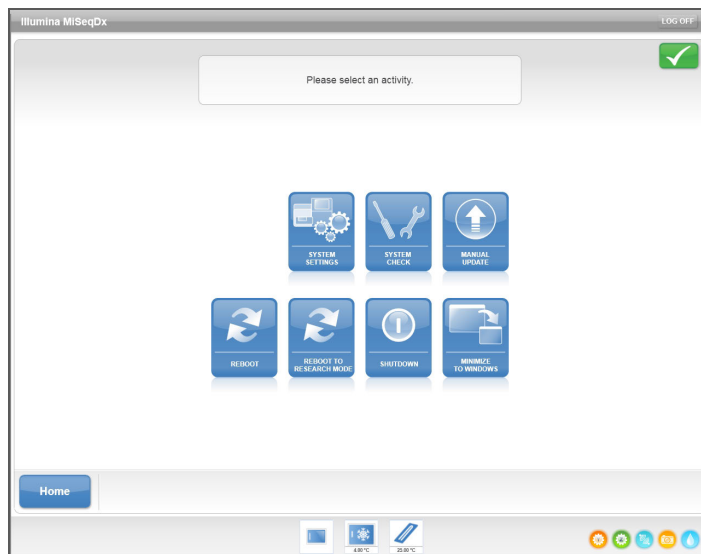 Illumina MiSeqDx
LOG OFF
Please select an activity.
SYSTEM
SETTINGS
SYSTEM
CHECK
MANUAL
UPDATE
REBOOT
REBOOT TO
RESEARCH MODE
SHUTDOWN
MINIMIZE
TO WINDOWS
Home
4.00 °C
23.00 °C